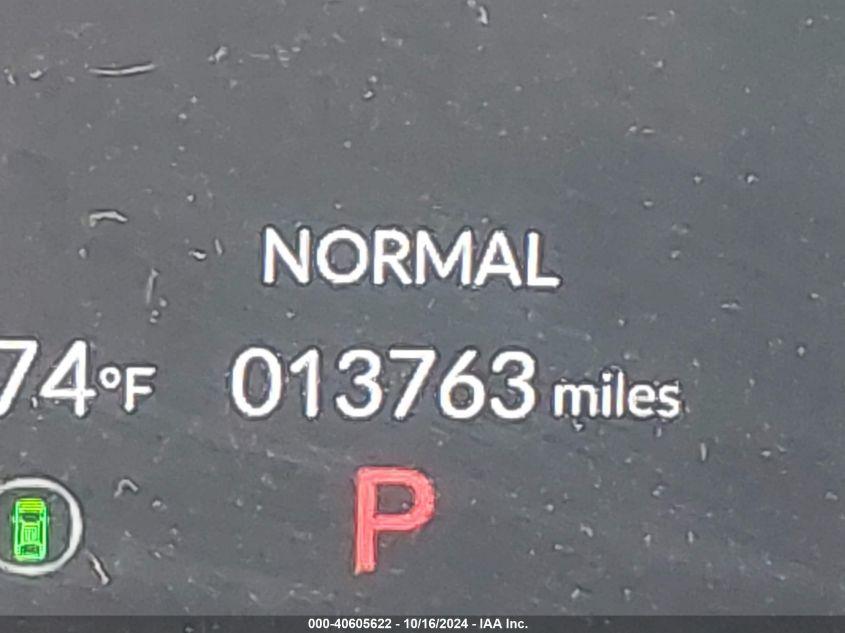 NORMAL
74°F 013763 miles
P
000-40605622 - 10/16/2024 - IAA Inc.